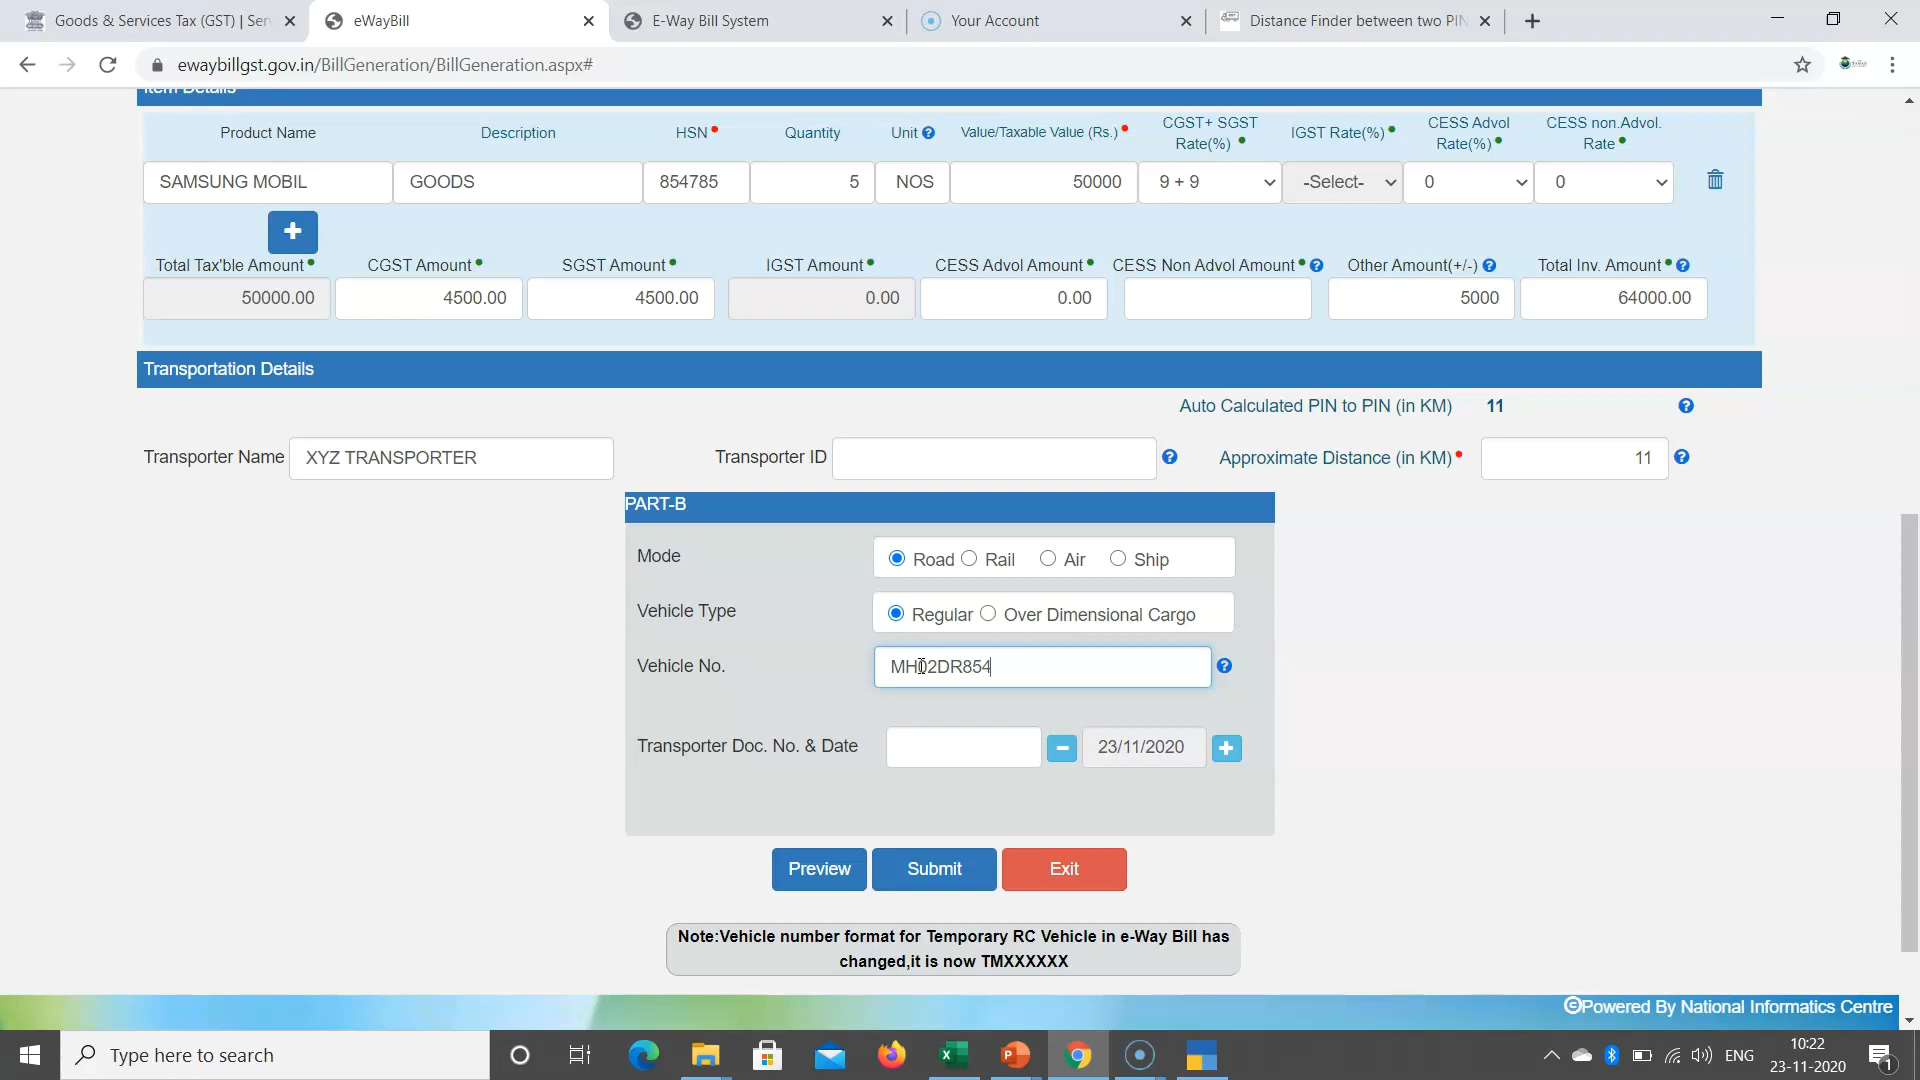 Goods & Services Tax (GST) | Ser
eWayBill
E-Way Bill System
Your Account
Distance Finder between two PIN
ewaybillgst.gov.in/BillGeneration/BillGeneration.aspx#
Item Details
Product Name
Description
HSN
Quantity
Unit
Value/Taxable Value (Rs.)
CGST+ SGST
Rate(%)
IGST Rate(%)
CESS Advol
Rate(%)
CESS non.Advol.
Rate
SAMSUNG MOBIL
GOODS
854785
5
NOS
50000
9 + 9
-Select-
0
0
+
Total Tax'ble Amount
CGST Amount
SGST Amount
IGST Amount
CESS Advol Amount
CESS Non Advol Amount
Other Amount(+/-)
Total Inv. Amount
50000.00
4500.00
4500.00
0.00
0.00
5000
64000.00
Transportation Details
Auto Calculated PIN to PIN (in KM) 11
Transporter Name XYZ TRANSPORTER
Transporter ID
Approximate Distance (in KM) 11
PART-B
Mode
Road Rail Air Ship
Vehicle Type
Regular Over Dimensional Cargo
Vehicle No.
MH02DR854
Transporter Doc. No. & Date
23/11/2020
Preview
Submit
Exit
Note:Vehicle number format for Temporary RC Vehicle in e-Way Bill has
changed,it is now TMXXXXXX
©Powered By National Informatics Centre
Type here to search
ENG
10:22
23-11-2020
1